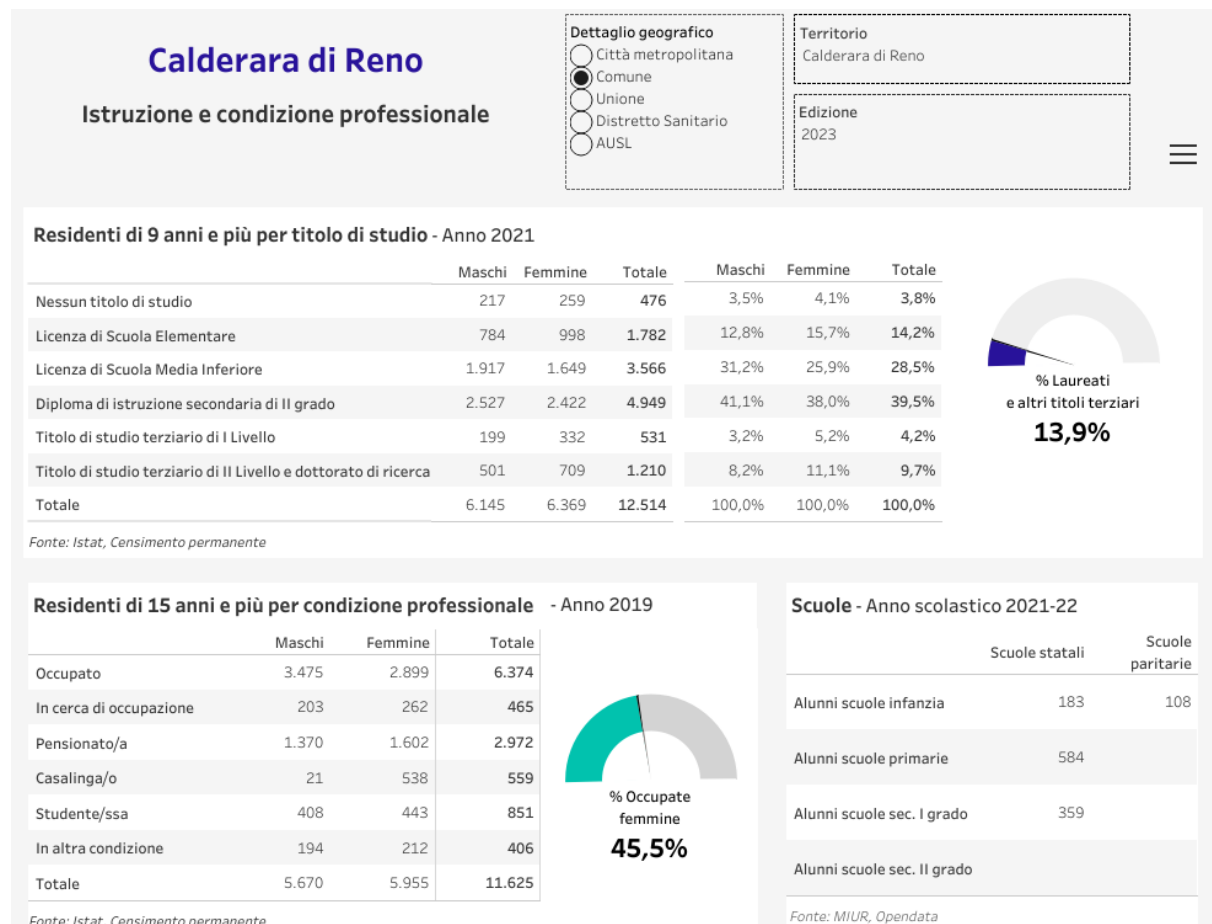 Calderara di Reno
Istruzione e condizione professionale
Dettaglio geografico
Città metropolitana
Comune
Unione
Distretto Sanitario
AUSL
Territorio
Calderara di Reno
Edizione
2023
Residenti di 9 anni e più per titolo di studio - Anno 2021
Maschi Femmine Totale Maschi Femmine Totale
Nessun titolo di studio 217 259 476 3,5% 4,1% 3,8%
Licenza di Scuola Elementare 784 998 1.782 12,8% 15,7% 14,2%
Licenza di Scuola Media Inferiore 1.917 1.649 3.566 31,2% 25,9% 28,5%
Diploma di istruzione secondaria di II grado 2.527 2.422 4.949 41,1% 38,0% 39,5%
Titolo di studio terziario di I Livello 199 332 531 3,2% 5,2% 4,2%
Titolo di studio terziario di II Livello e dottorato di ricerca 501 709 1.210 8,2% 11,1% 9,7%
Totale 6.145 6.369 12.514 100,0% 100,0% 100,0%
% Laureati
e altri titoli terziari
13,9%
Fonte: Istat, Censimento permanente
Residenti di 15 anni e più per condizione professionale - Anno 2019
Maschi Femmine Totale
Occupato 3.475 2.899 6.374
In cerca di occupazione 203 262 465
Pensionato/a 1.370 1.602 2.972
Casalinga/o 21 538 559
Studente/ssa 408 443 851
In altra condizione 194 212 406
Totale 5.670 5.955 11.625
% Occupate
femmine
45,5%
Fonte: Istat, Censimento permanente
Scuole - Anno scolastico 2021-22
Scuole statali Scuole
paritarie
Alunni scuole infanzia 183 108
Alunni scuole primarie 584
Alunni scuole sec. I grado 359
Alunni scuole sec. II grado
Fonte: MIUR, Opendata